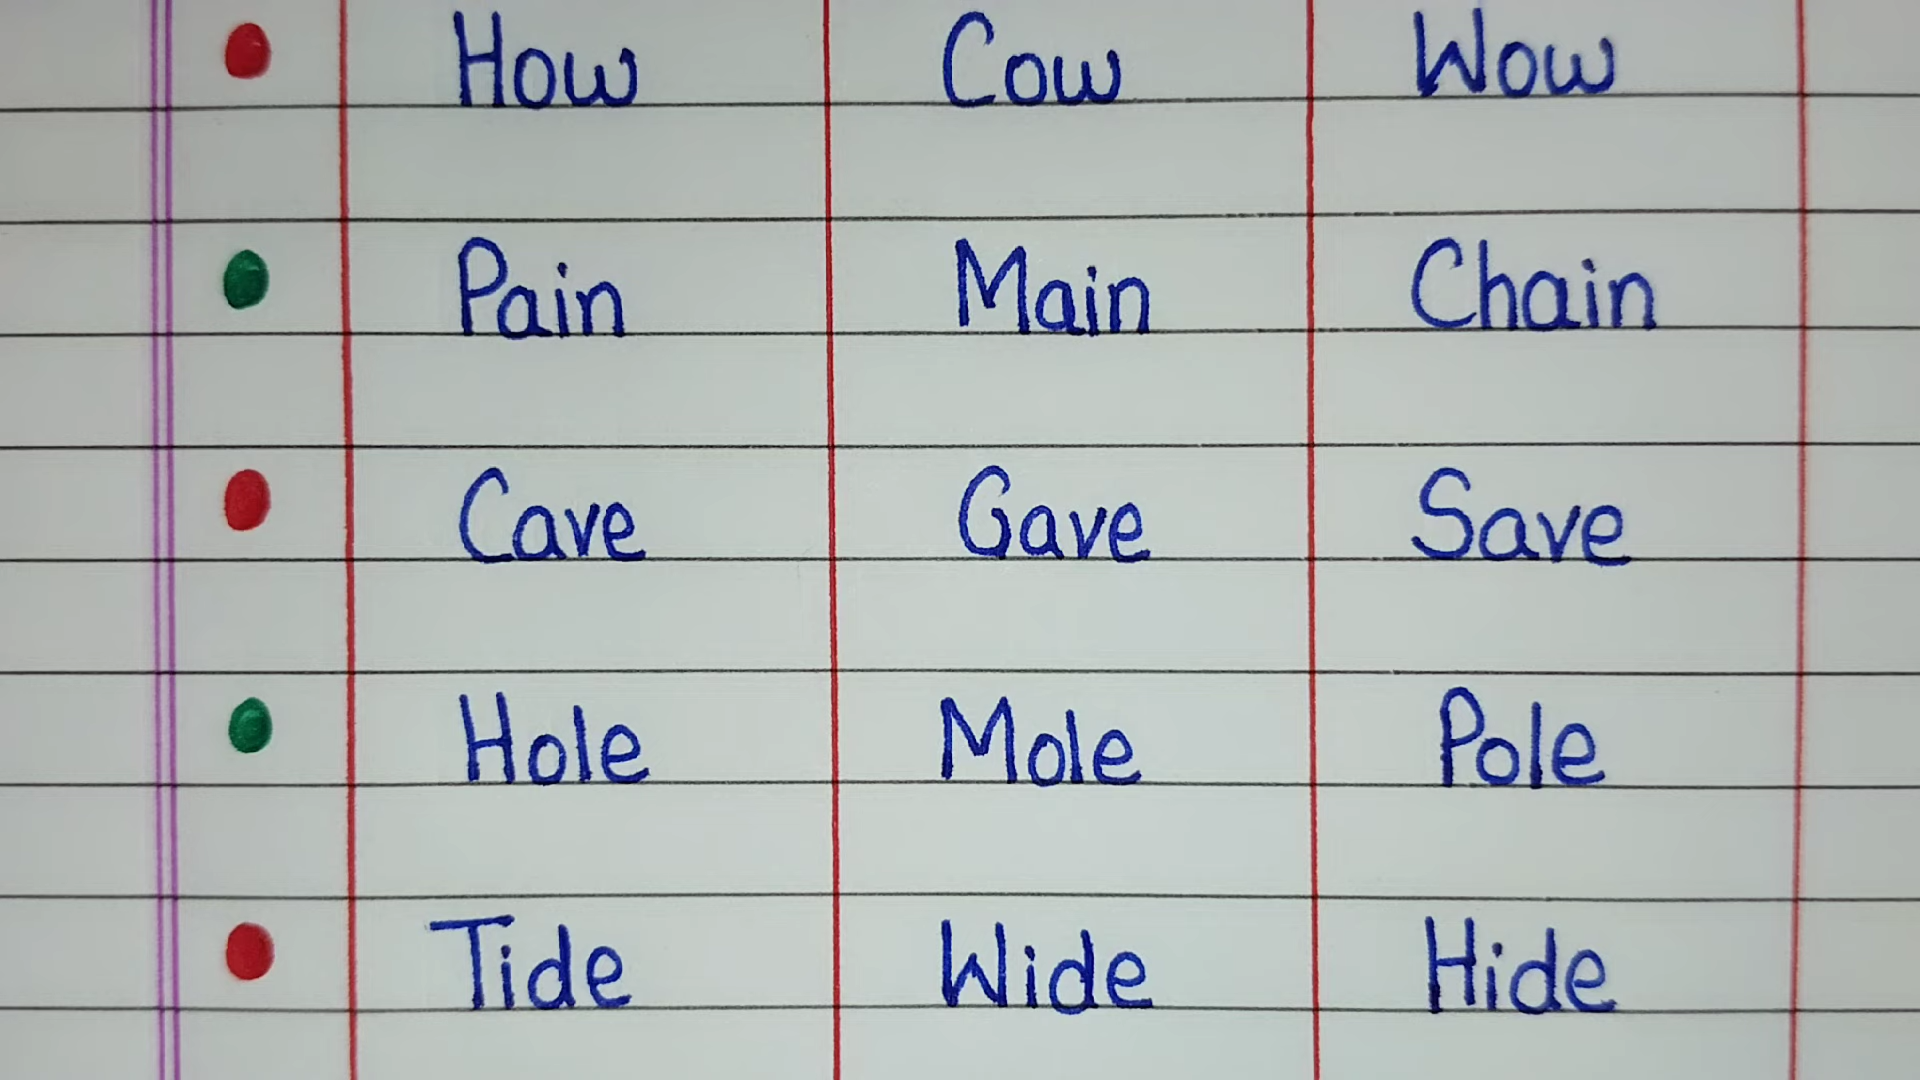 How Cow Wow
Pain Main Chain
Cave Gave Save
Hole Mole Pole
Tide Wide Hide